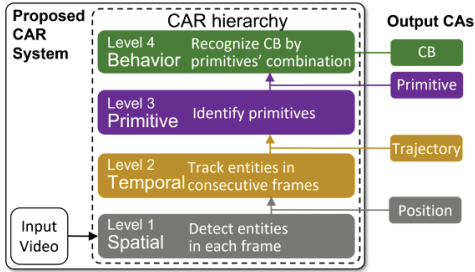 Proposed
CAR
System
CAR hierarchy
Output CAs
Level 4
Behavior
Recognize CB by
primitives' combination
CB
Primitive
Level 3
Primitive
Identify primitives
Trajectory
Level 2
Temporal
Track entities in
consecutive frames
Position
Input
Video
Level 1
Spatial
Detect entities
in each frame